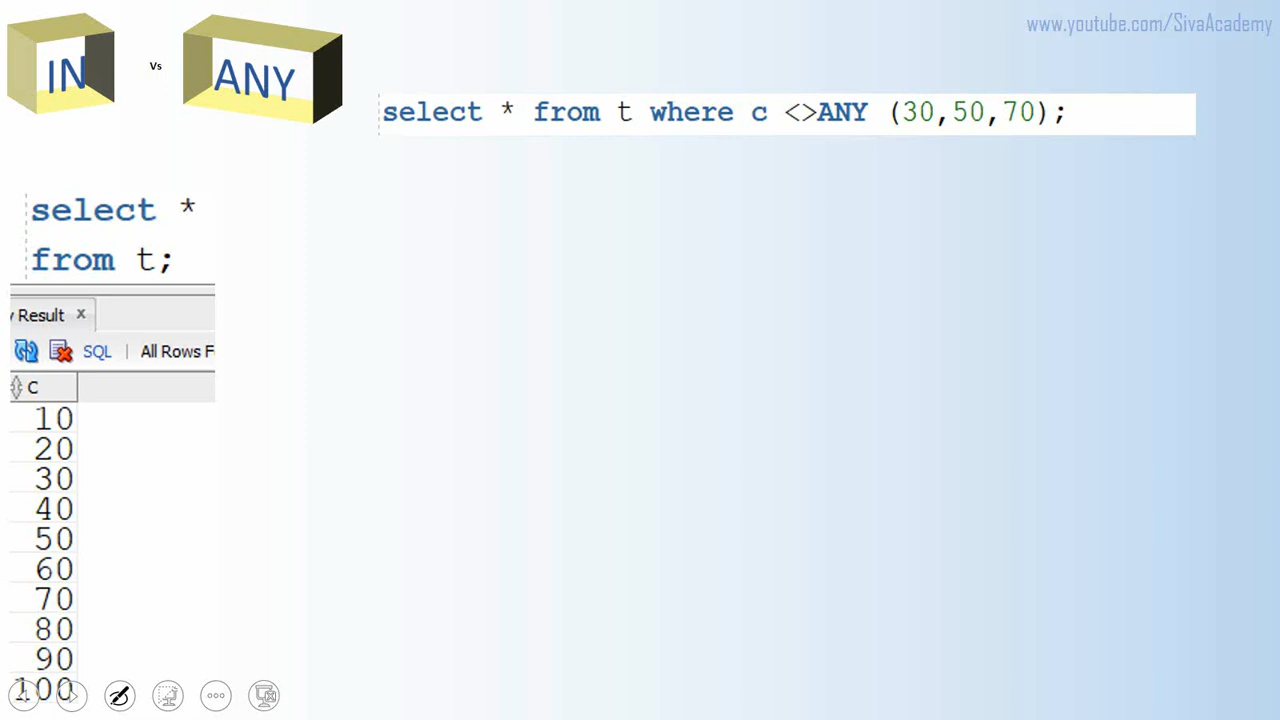 IN
Vs
ANY
www.youtube.com/SivaAcademy
select * from t where c <>ANY (30,50,70);
select *
from t;
Result x
SQL | All Rows F
C
10
20
30
40
50
60
70
80
90
100